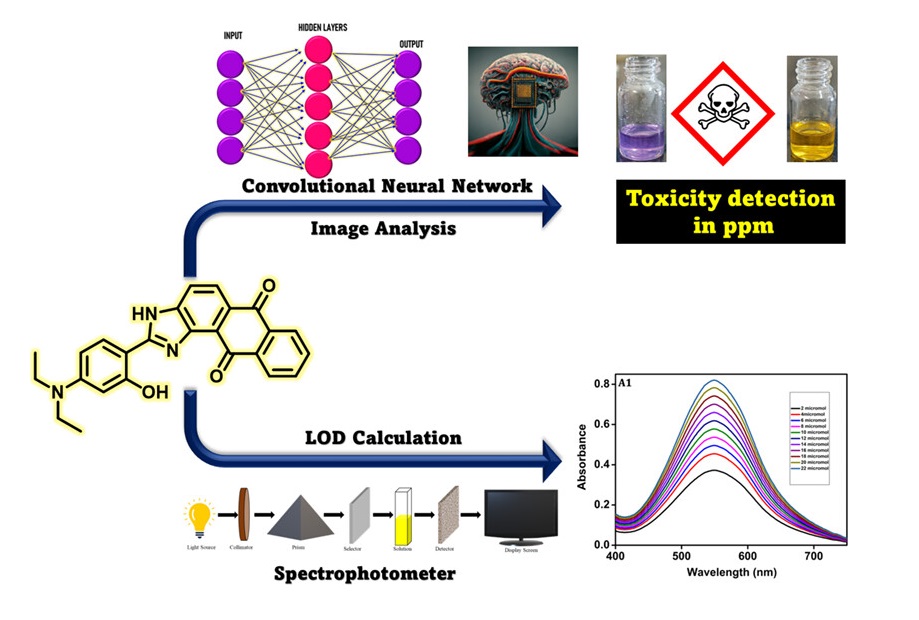 INPUT
HIDDEN LAYERS
OUTPUT
Convolutional Neural Network
Image Analysis
Toxicity detection
in ppm
O
HN
N
O
OH
N
LOD Calculation
Light Source
Collimator
Prism
Selector
Solution
Detector
Display Screen
Spectrophotometer
A1
2 micromol
4micromol
6 micromol
8 micromol
10 micromol
12 micromol
14 micromol
16 micromol
18 micromol
20 micromol
22 micromol
Absorbance
0.8
0.6
0.4
0.2
0.0
400
500
600
700
Wavelength (nm)